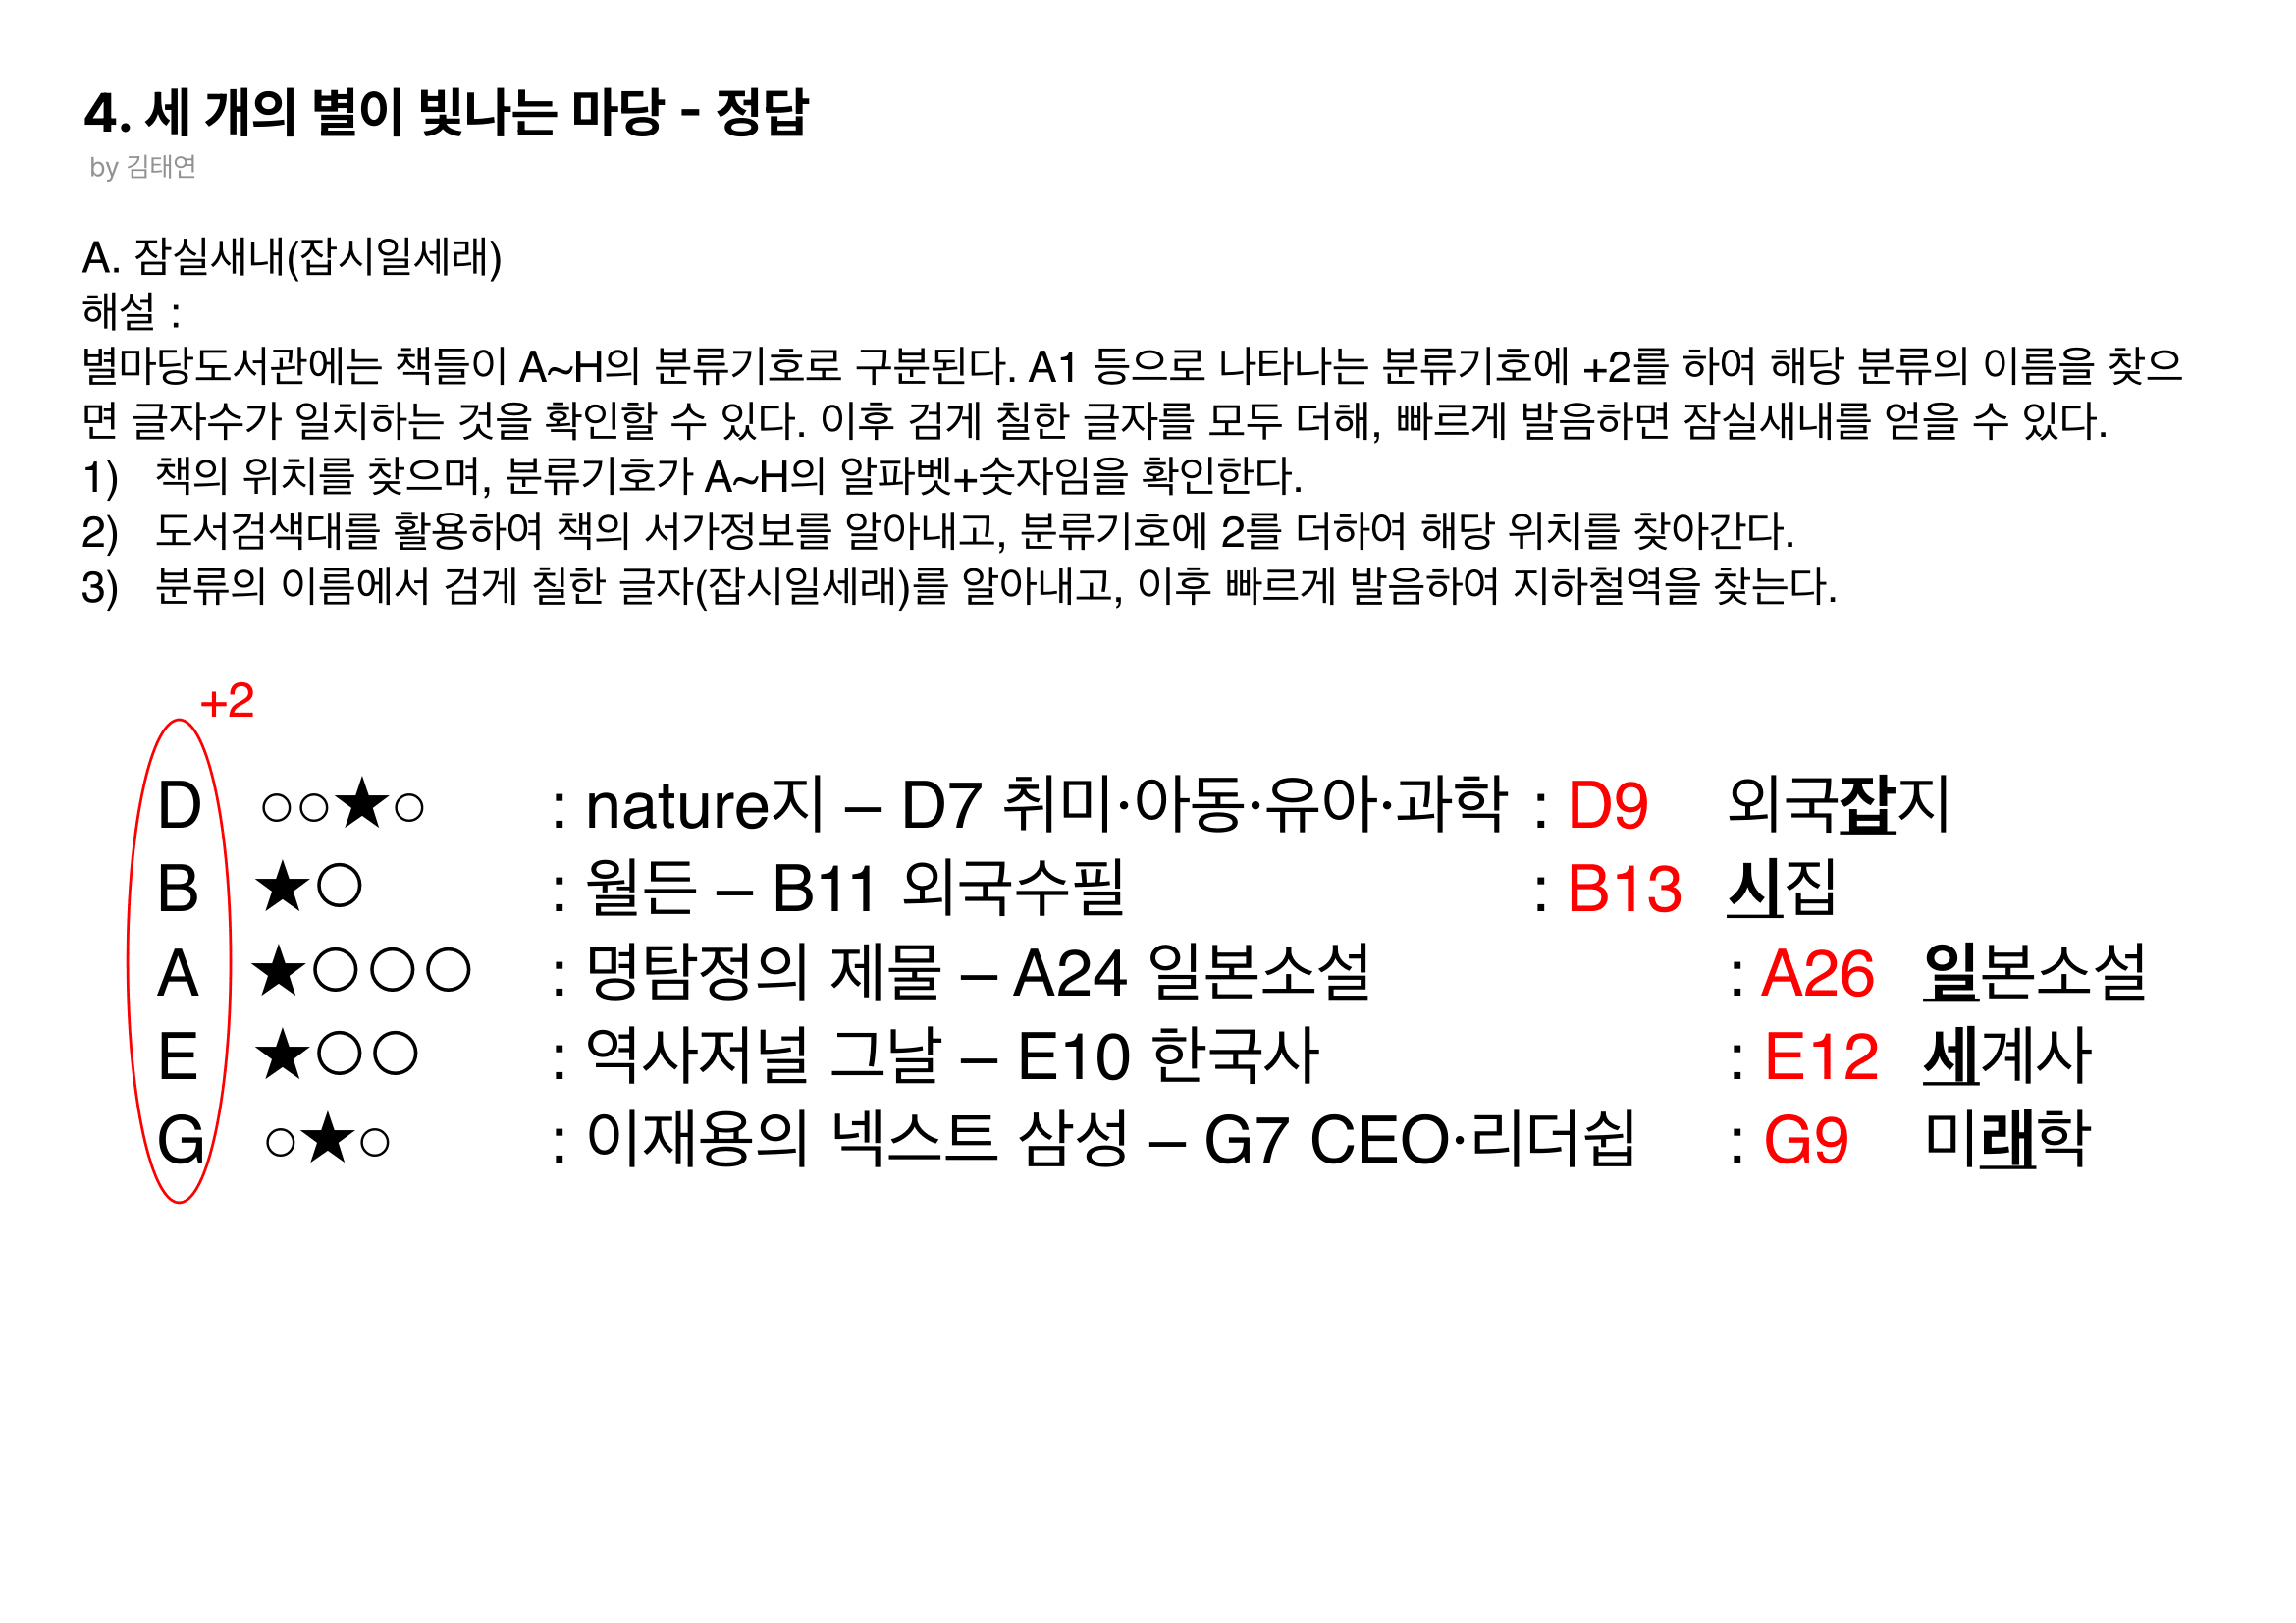 4. 세 개의 별이 빛나는 마당 - 정답
by 김태연
A. 잠실새내(잡시일세래)
해설 :
별마당도서관에는 책들이 A~H의 분류기호로 구분된다. A1 등으로 나타나는 분류기호에 +2를 하여 해당 분류의 이름을 찾으
면 글자수가 일치하는 것을 확인할 수 있다. 이후 검게 칠한 글자를 모두 더해, 빠르게 발음하면 잠실새내를 얻을 수 있다.
1) 책의 위치를 찾으며, 분류기호가 A~H의 알파벳+숫자임을 확인한다.
2) 도서검색대를 활용하여 책의 서가정보를 알아내고, 분류기호에 2를 더하여 해당 위치를 찾아간다.
3) 분류의 이름에서 검게 칠한 글자(잡시일세래)를 알아내고, 이후 빠르게 발음하여 지하철역을 찾는다.
+2
D ○○★○ : nature지 – D7 취미·아동·유아·과학 : D9 외국잡지
B ★○ : 월든 – B11 외국수필 : B13 시집
A ★○○○ : 명탐정의 제물 – A24 일본소설 : A26 일본소설
E ★○○ : 역사저널 그날 – E10 한국사 : E12 세계사
G ○★○ : 이재용의 넥스트 삼성 – G7 CEO·리더쉽 : G9 미래학